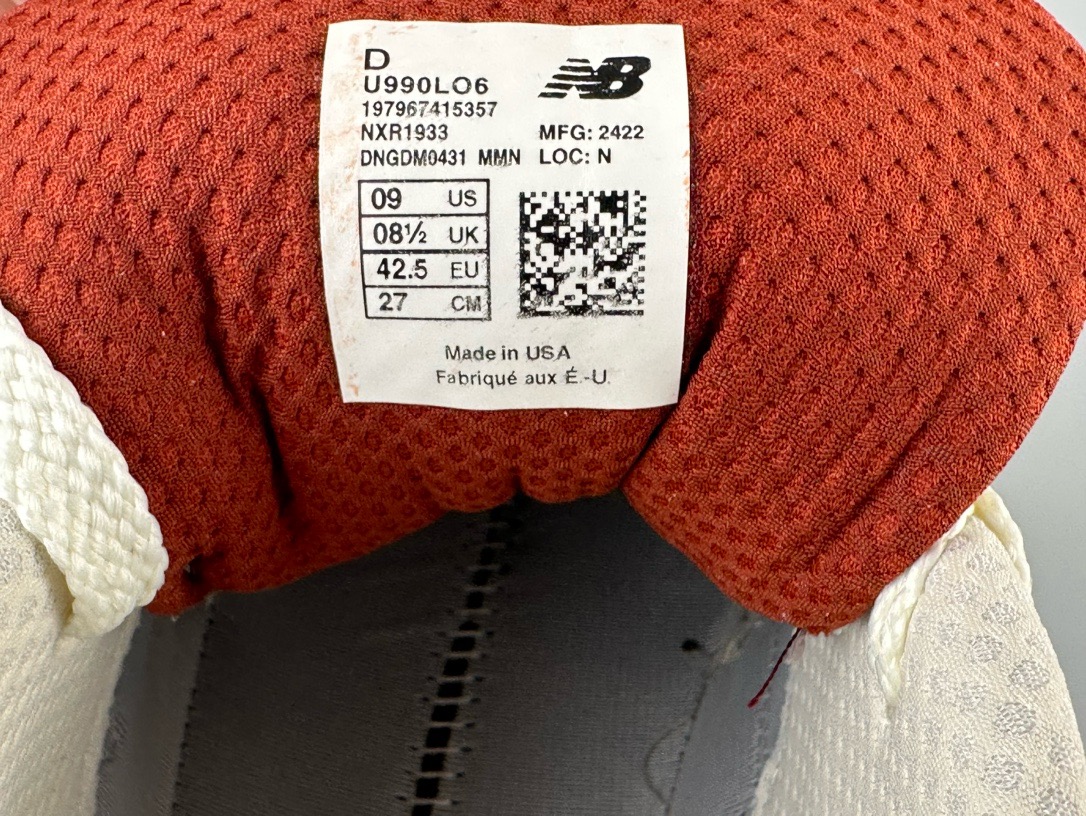 D
U990LO6
197967415357
NXR1933
DNGDM0431 MMN
NB
MFG: 2422
LOC: N
09 US
08½ UK
42.5 EU
27 CM
Made in USA
Fabriqué aux É.-U.